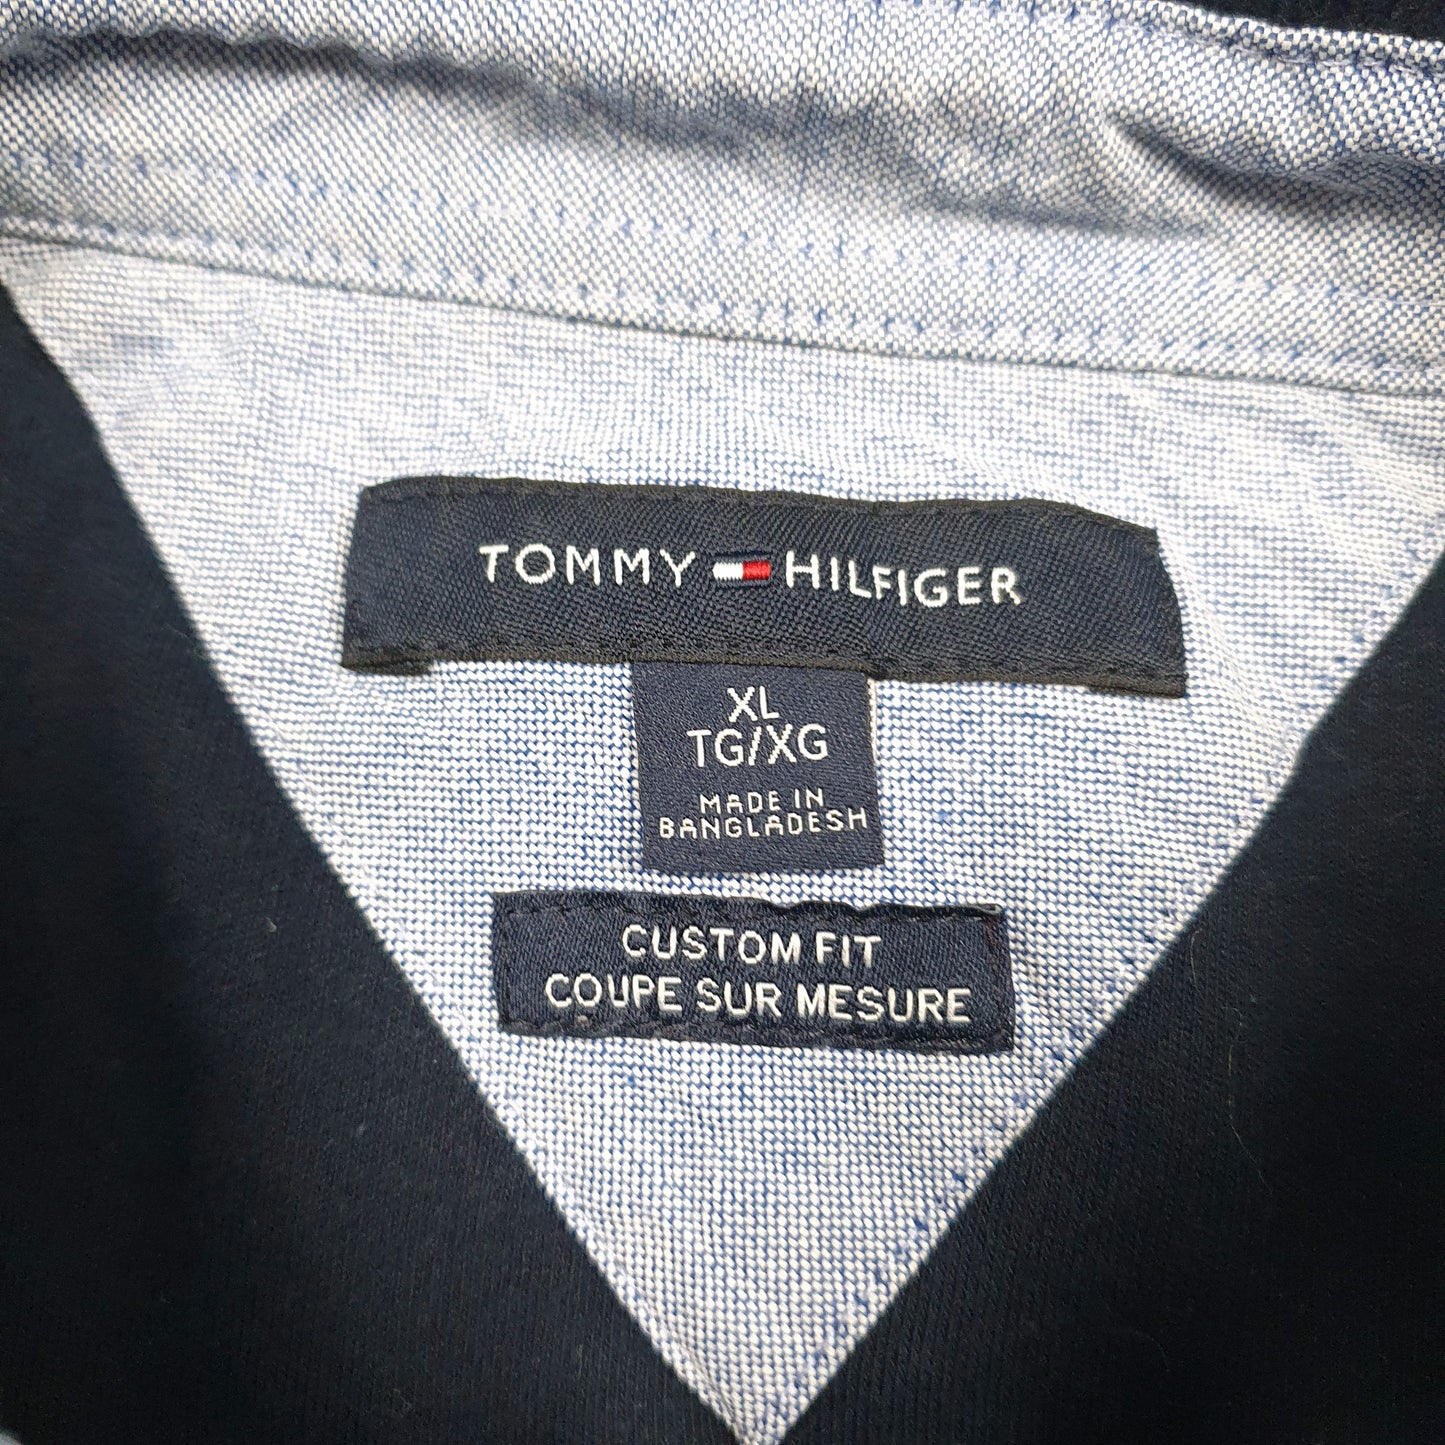 TOMMY HILFIGER
XL
TG/XG
MADE IN
BANGLADESH
CUSTOM FIT
COUPE SUR MESURE